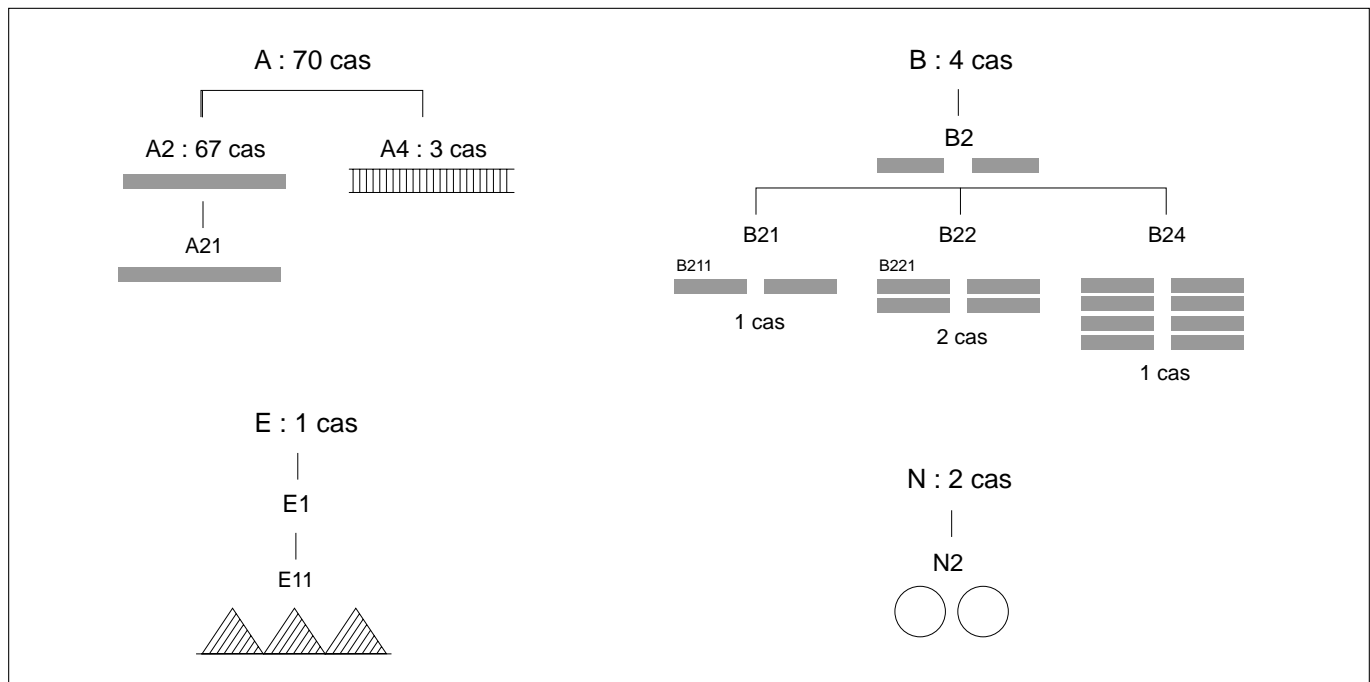 A : 70 cas
A2 : 67 cas
A4 : 3 cas
A21
B : 4 cas
B2
B21
B22
B24
B211
B221
1 cas
2 cas
1 cas
E : 1 cas
E1
E11
N : 2 cas
N2